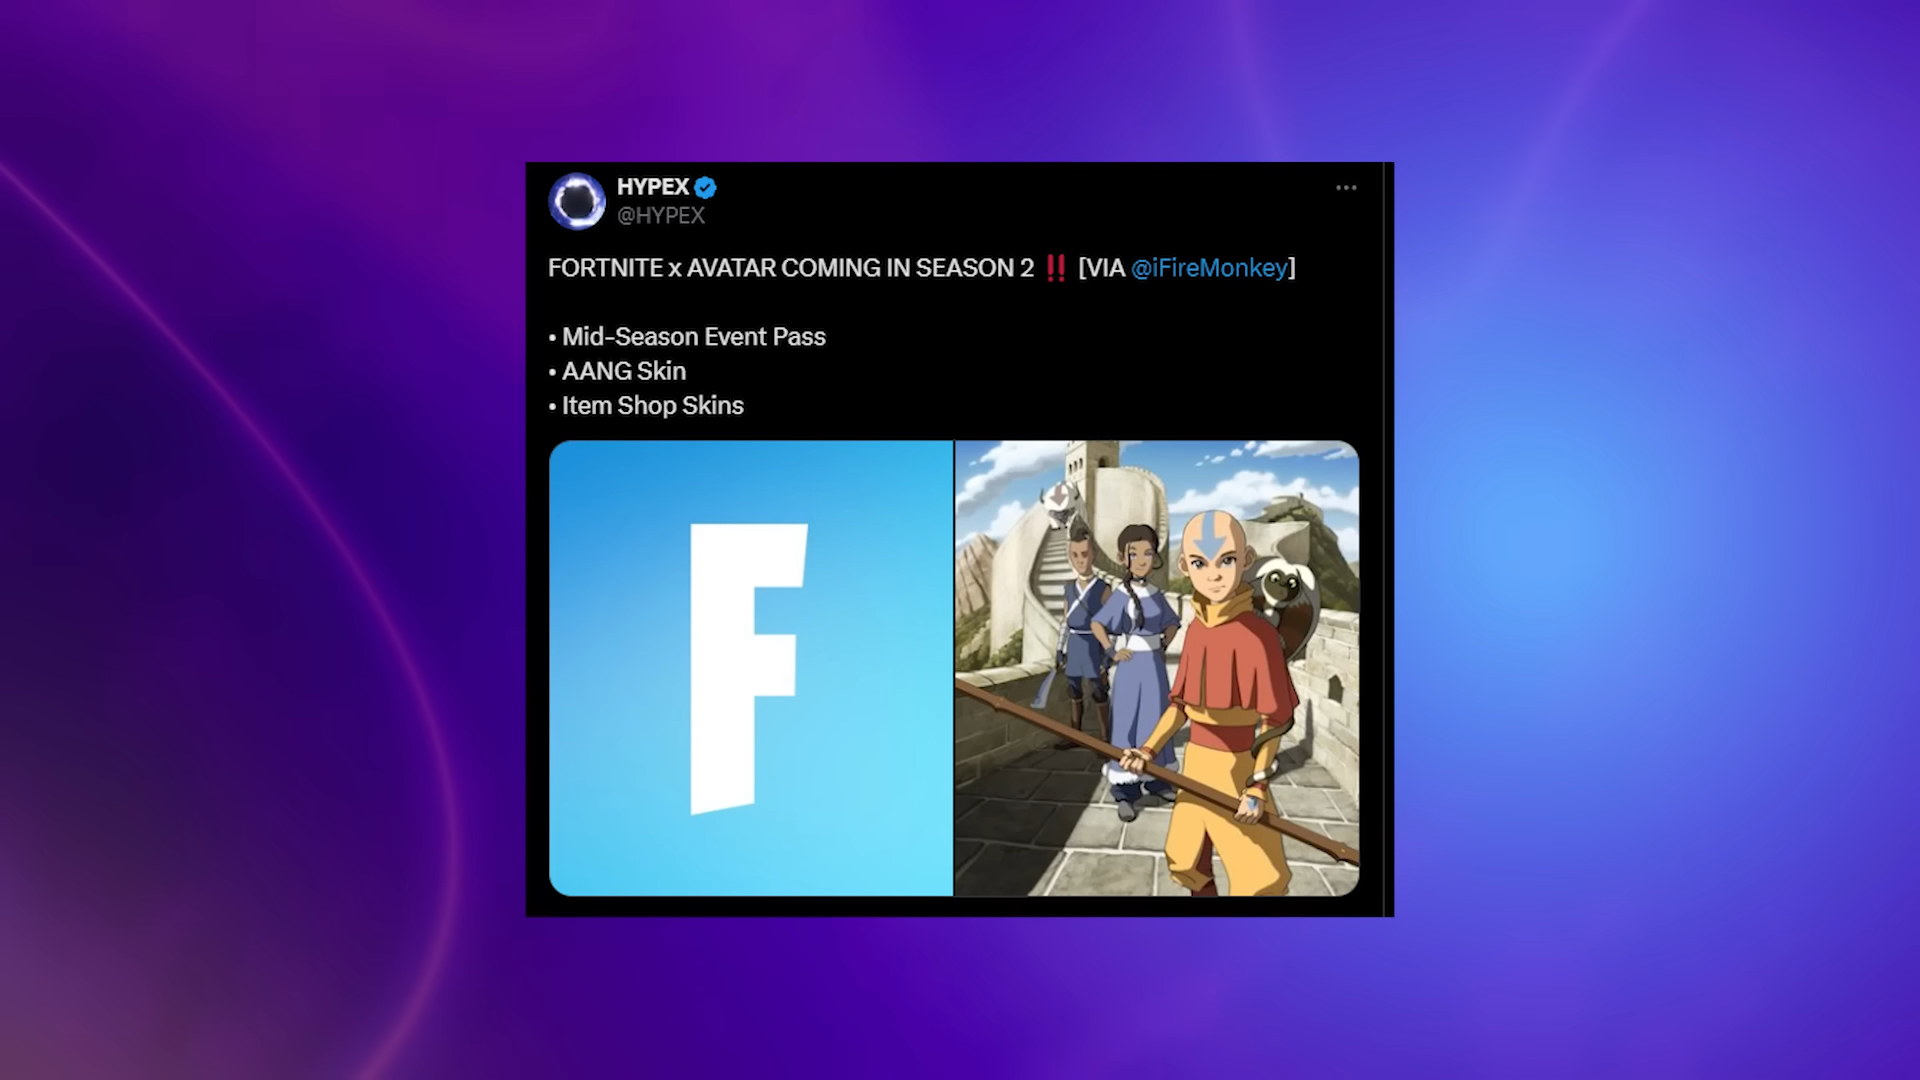 HYPEX
@HYPEX
FORTNITE x AVATAR COMING IN SEASON 2 ‼️ [VIA @iFireMonkey]
• Mid-Season Event Pass
• AANG Skin
• Item Shop Skins
F